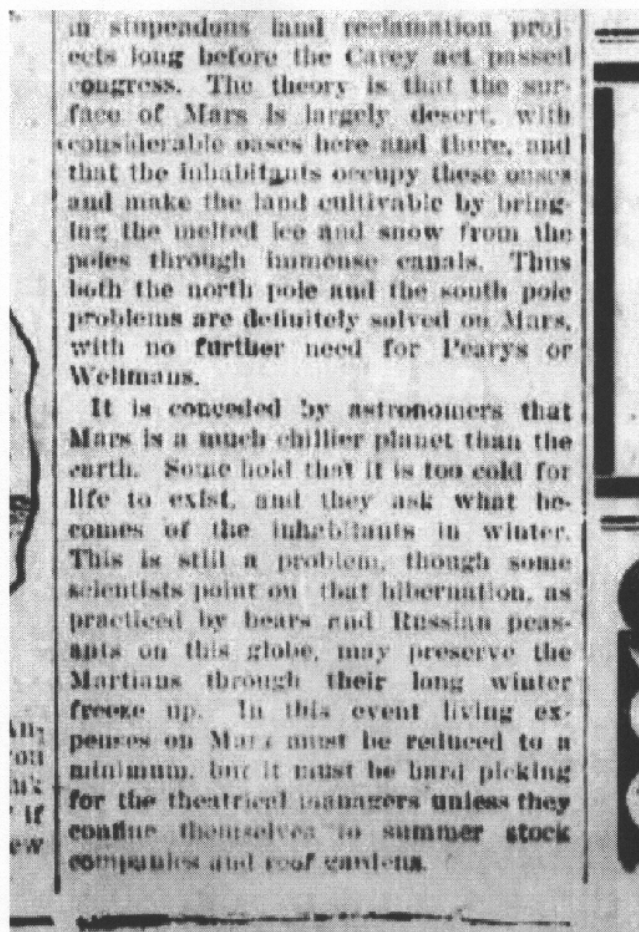 in stupendous land reclamation proj-
ects long before the Carey act passed
congress. The theory is that the sur-
face of Mars is largely desert, with
considerable oases here and there, and
that the inhabitants occupy these oases
and make the land cultivable by bring-
ing the melted ice and snow from the
poles through immense canals. Thus
both the north pole and the south pole
problems are definitely solved on Mars,
with no further need for Pearys or
Wellmans.
It is conceded by astronomers that
Mars is a much chillier planet than the
earth. Some hold that it is too cold for
life to exist, and they ask what be-
comes of the inhabitants in winter.
This is still a problem, though some
scientists point on that hibernation, as
practiced by bears and Russian peas-
ants on this globe, may preserve the
Martians through their long winter
freeze up. In this event living ex-
penses on Mars must be reduced to a
minimum, but it must be hard picking
for the theatrical managers unless they
confine themselves to summer stock
companies and roof gardens.
if
ew